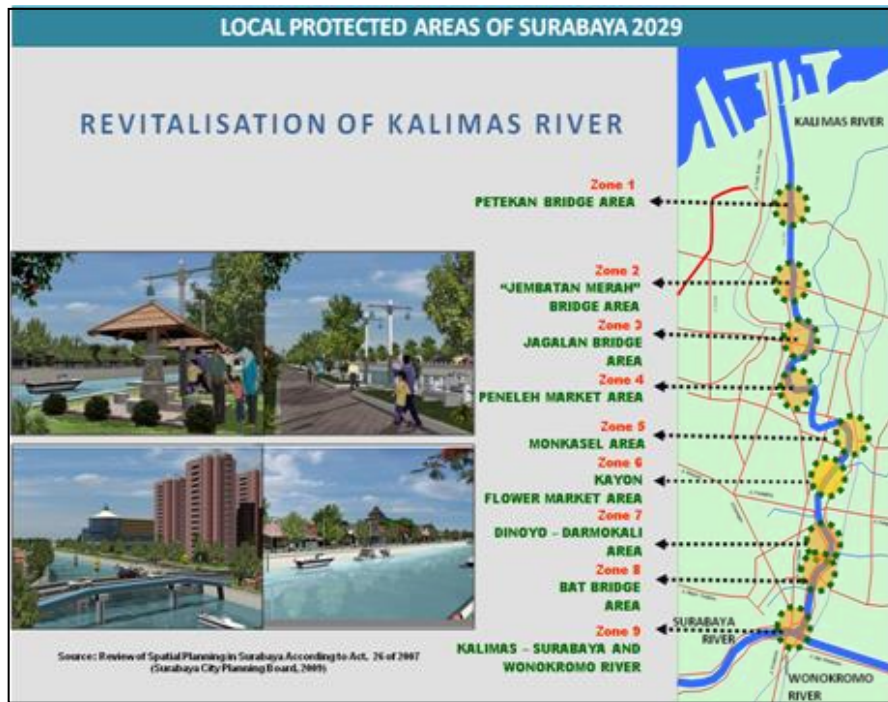 LOCAL PROTECTED AREAS OF SURABAYA 2029
REVITALISATION OF KALIMAS RIVER
KALIMAS RIVER
Zone 1
PETEKAN BRIDGE AREA
Zone 2
"JEMBATAN MERAH"
BRIDGE AREA
Zone 3
JAGALAN BRIDGE
AREA
Zone 4
PENELEH MARKET AREA
Zone 5
MONKASEL AREA
Zone 6
KAYON
FLOWER MARKET AREA
Zone 7
DINOYO – DARMOKALI
AREA
Zone 8
BAT BRIDGE
AREA
Zone 9
KALIMAS – SURABAYA AND
WONOKROMO RIVER
SURABAYA
RIVER
WONOKROMO
RIVER
Source: Review of Spatial Planning in Surabaya According to Act. 26 of 2007
(Surabaya City Planning Board, 2009)